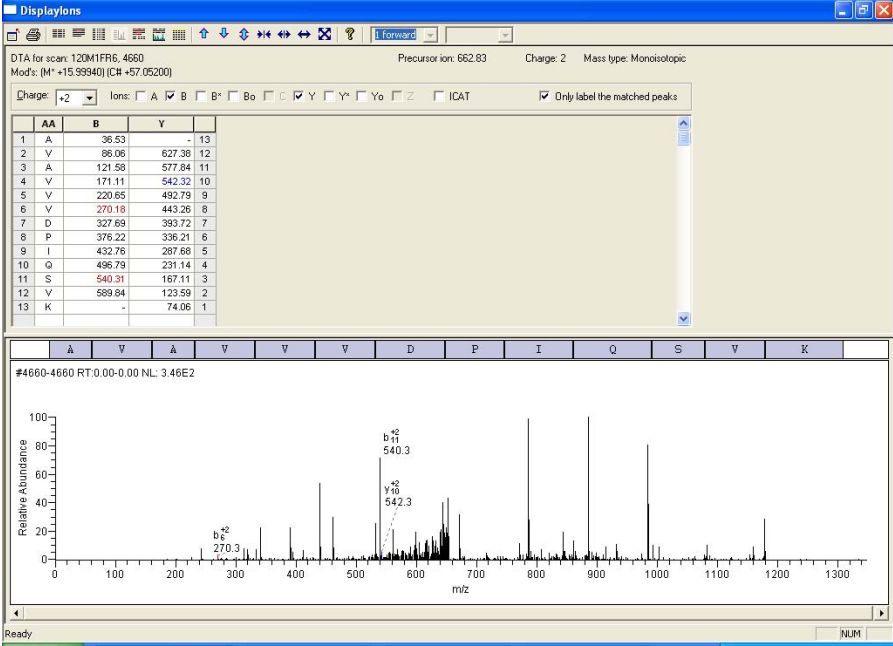 DisplayIons
1 forward
DTA for scan: 120M1FR6, 4660 Precursor ion: 662.83 Charge: 2 Mass type: Monoisotopic
Mod's: (M* +15.99940) (C# +57.05200)
Charge: +2 Ions: A B B* Bo C Y Y* Yo Z ICAT Only label the matched peaks
AA B Y
1 A 36.53 - 13
2 V 86.06 627.38 12
3 A 121.58 577.84 11
4 V 171.11 542.32 10
5 V 220.65 492.79 9
6 V 270.18 443.26 8
7 D 327.69 393.72 7
8 P 376.22 336.21 6
9 I 432.76 287.68 5
10 Q 496.79 231.14 4
11 S 540.31 167.11 3
12 V 589.84 123.59 2
13 K - 74.06 1
A V A V V V D P I Q S V K
#4660-4660 RT:0.00-0.00 NL: 3.46E2
100
80
60
40
20
0
Relative Abundance
b11+2
540.3
y10+2
542.3
b6+2
270.3
0 100 200 300 400 500 600 700 800 900 1000 1100 1200 1300
m/z
Ready NUM